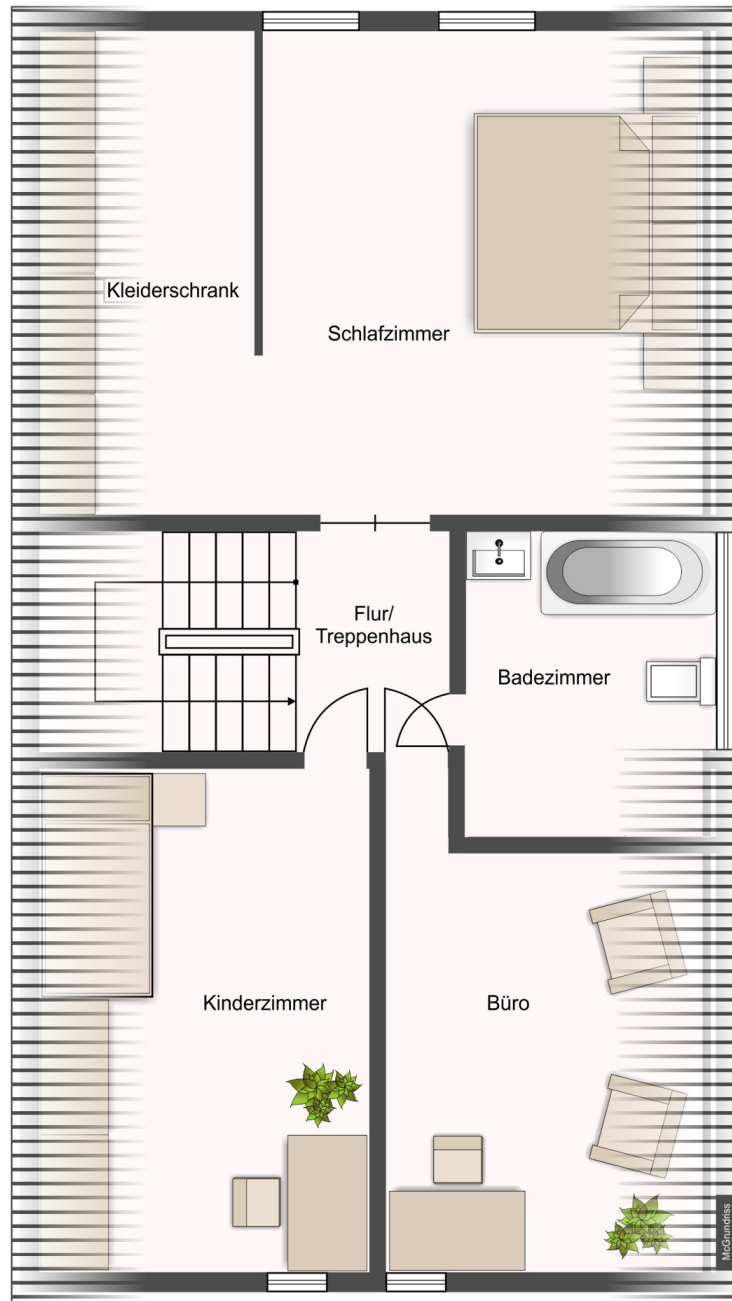 Kleiderschrank
Schlafzimmer
Flur/
Treppenhaus
Badezimmer
Kinderzimmer
Büro
McGrundriss